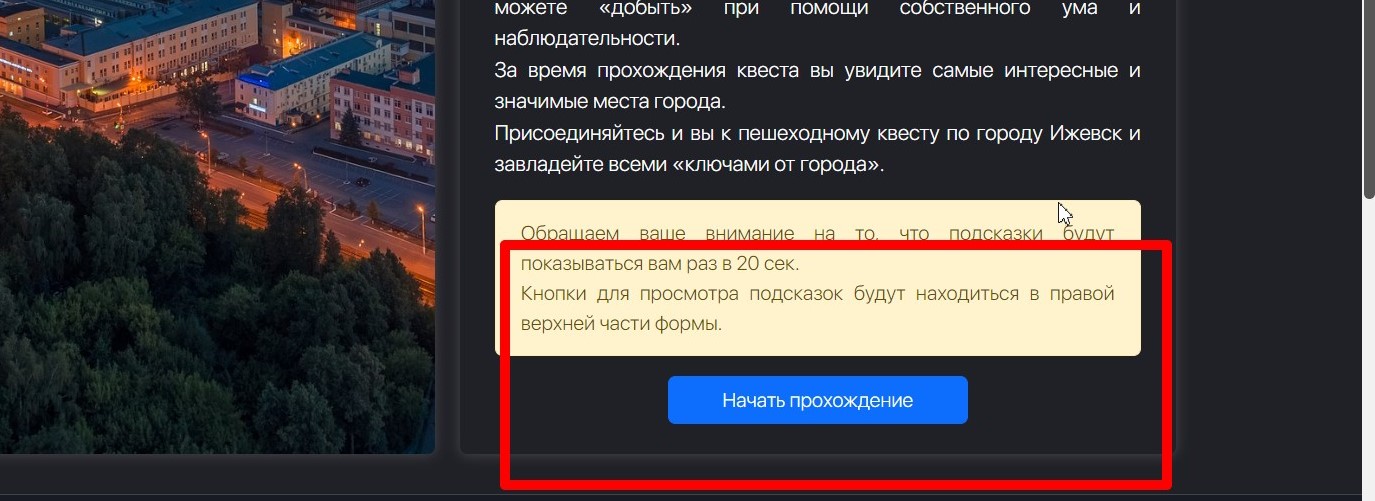 можете «добыть» при помощи собственного ума и
наблюдательности.
За время прохождения квеста вы увидите самые интересные и
значимые места города.
Присоединяйтесь и вы к пешеходному квесту по городу Ижевск и
завладейте всеми «ключами от города».
Обращаем ваше внимание на то, что подсказки будут
показываться вам раз в 20 сек.
Кнопки для просмотра подсказок будут находиться в правой
верхней части формы.
Начать прохождение